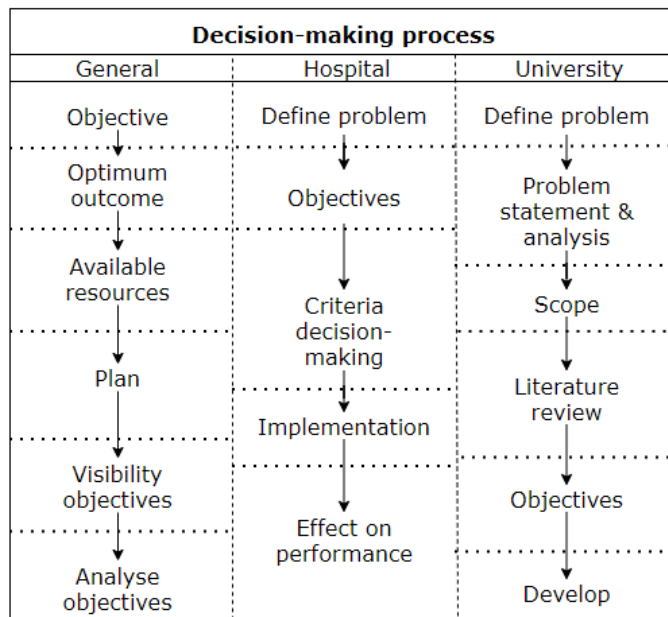 Decision-making process
General
Hospital
University
Objective
Optimum
outcome
Available
resources
Plan
Visibility
objectives
Analyse
objectives
Define problem
Objectives
Criteria
decision-
making
Implementation
Effect on
performance
Define problem
Problem
statement &
analysis
Scope
Literature
review
Objectives
Develop